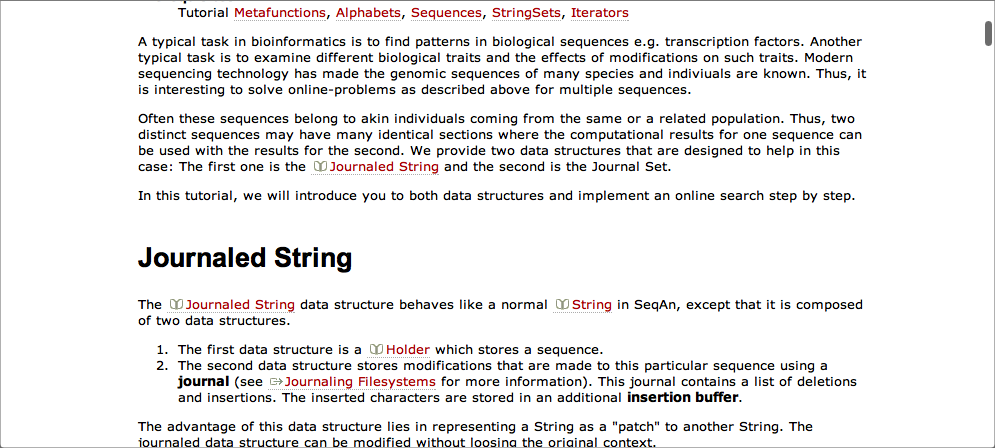 Tutorial Metafunctions, Alphabets, Sequences, StringSets, Iterators
A typical task in bioinformatics is to find patterns in biological sequences e.g. transcription factors. Another
typical task is to examine different biological traits and the effects of modifications on such traits. Modern
sequencing technology has made the genomic sequences of many species and indiviuals are known. Thus, it
is interesting to solve online-problems as described above for multiple sequences.
Often these sequences belong to akin individuals coming from the same or a related population. Thus, two
distinct sequences may have many identical sections where the computational results for one sequence can
be used with the results for the second. We provide two data structures that are designed to help in this
case: The first one is the Journaled String and the second is the Journal Set.
In this tutorial, we will introduce you to both data structures and implement an online search step by step.
Journaled String
The Journaled String data structure behaves like a normal String in SeqAn, except that it is composed
of two data structures.
1. The first data structure is a Holder which stores a sequence.
2. The second data structure stores modifications that are made to this particular sequence using a
journal (see Journaling Filesystems for more information). This journal contains a list of deletions
and insertions. The inserted characters are stored in an additional insertion buffer.
The advantage of this data structure lies in representing a String as a "patch" to another String. The
journaled data structure can be modified without loosing the original context.